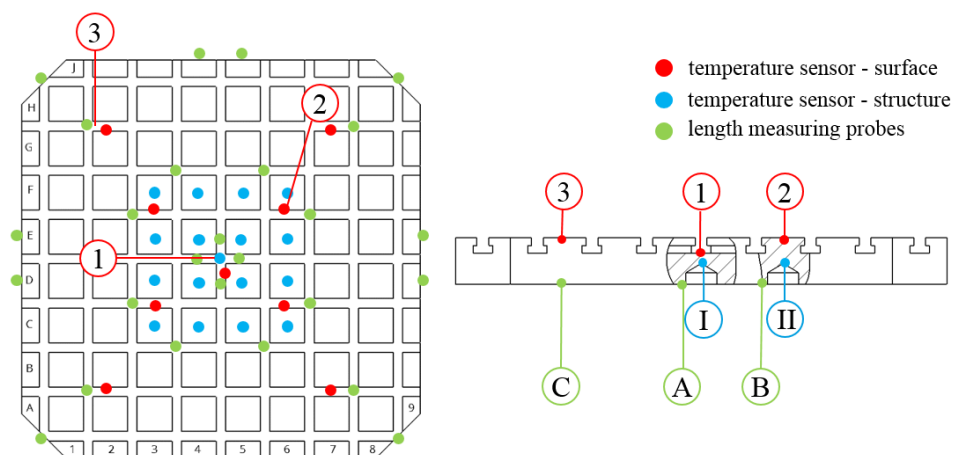 3
J
2
H
G
F
E
1
D
C
B
A
9
1 2 3 4 5 6 7 8
temperature sensor - surface
temperature sensor - structure
length measuring probes
3 1 2
I II
C A B